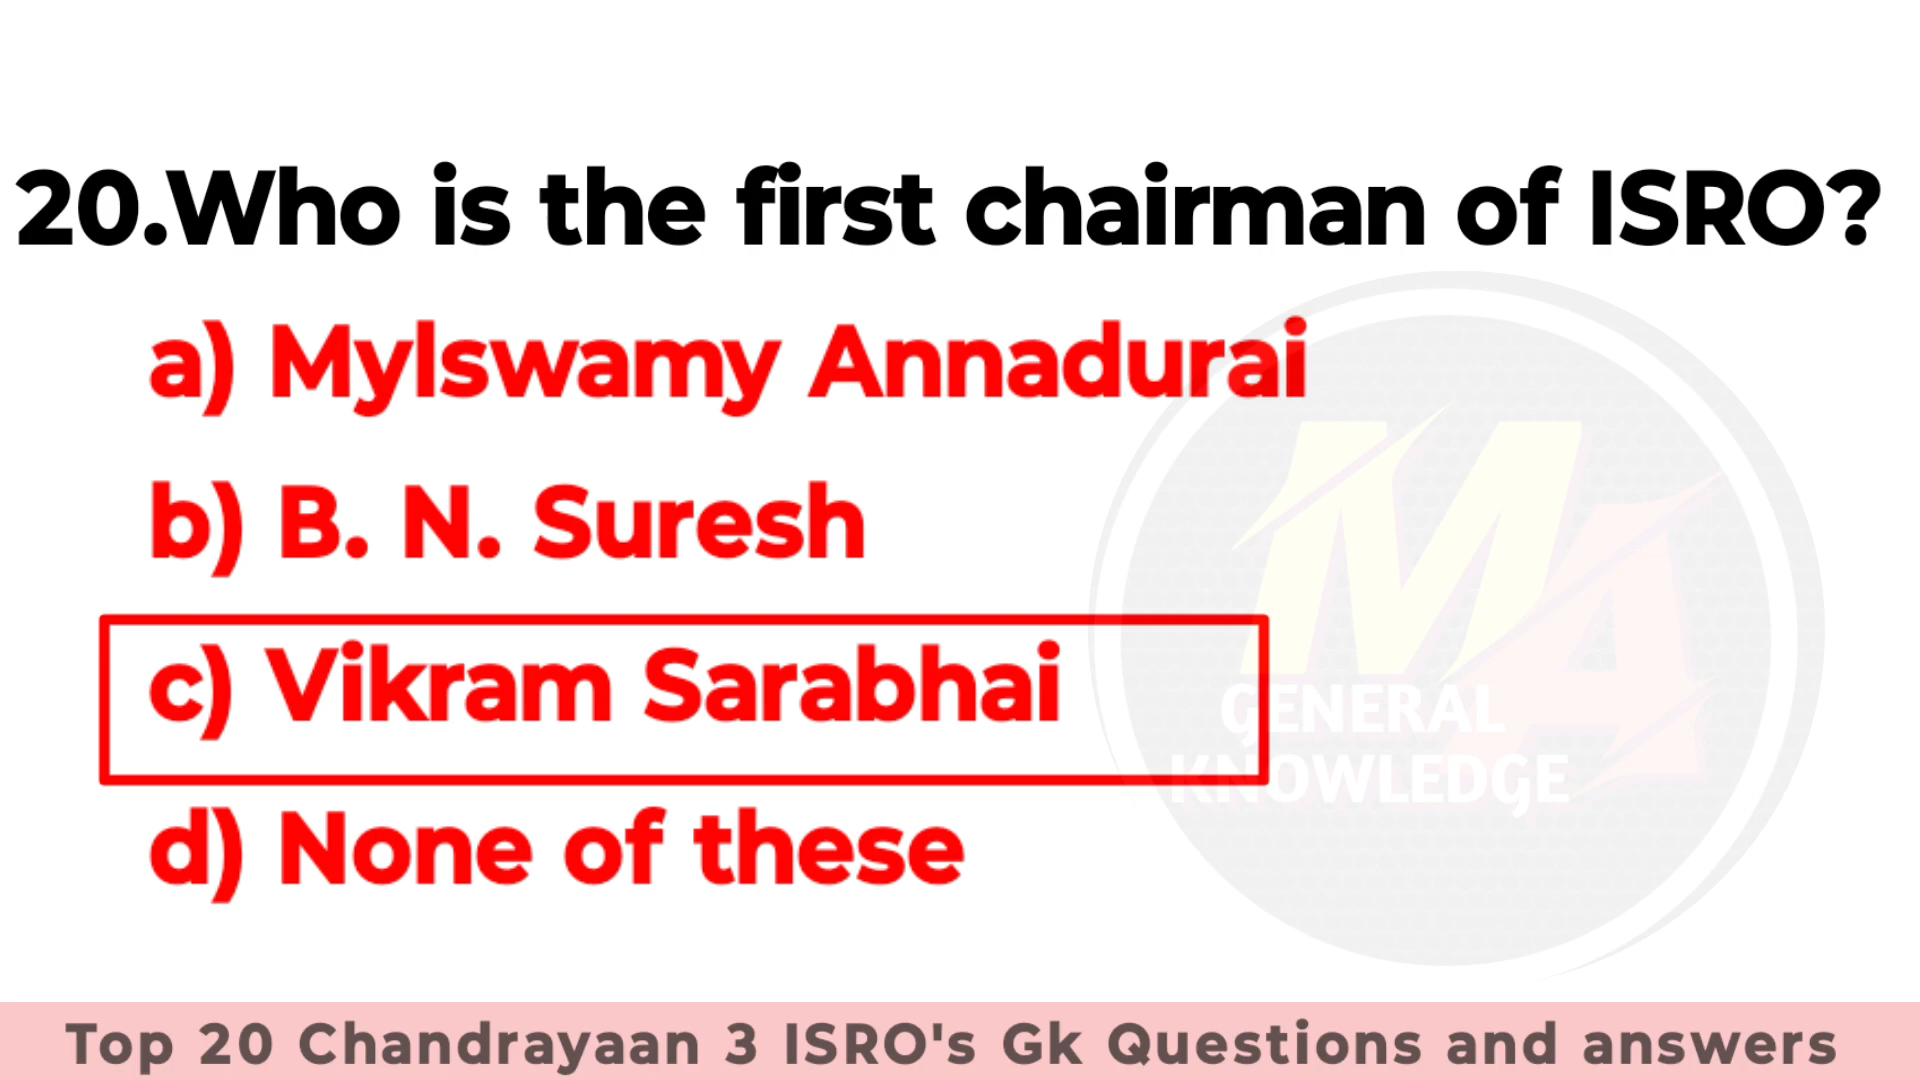 20.Who is the first chairman of ISRO?
a) Mylswamy Annadurai
b) B. N. Suresh
c) Vikram Sarabhai
d) None of these
MA
GENERAL
KNOWLEDGE
Top 20 Chandrayaan 3 ISRO's Gk Questions and answers